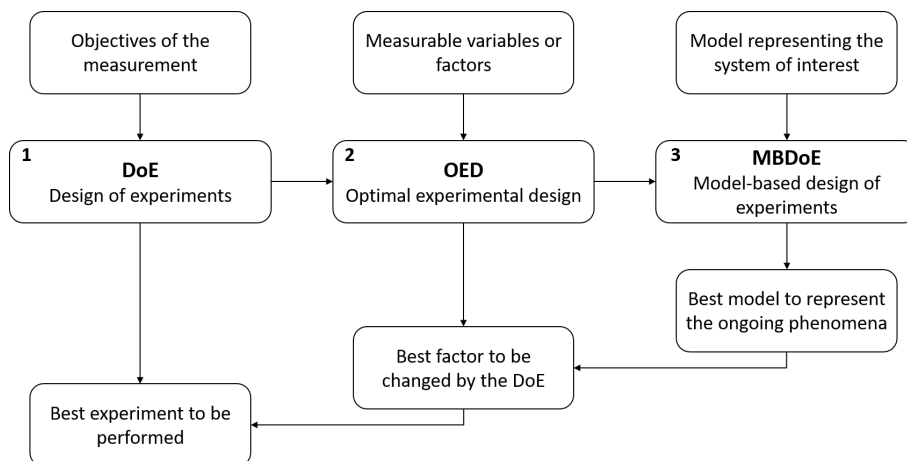 Objectives of the
measurement
Measurable variables or
factors
Model representing the
system of interest
1
DoE
Design of experiments
2
OED
Optimal experimental design
3
MBDoE
Model-based design of
experiments
Best model to represent
the ongoing phenomena
Best factor to be
changed by the DoE
Best experiment to be
performed